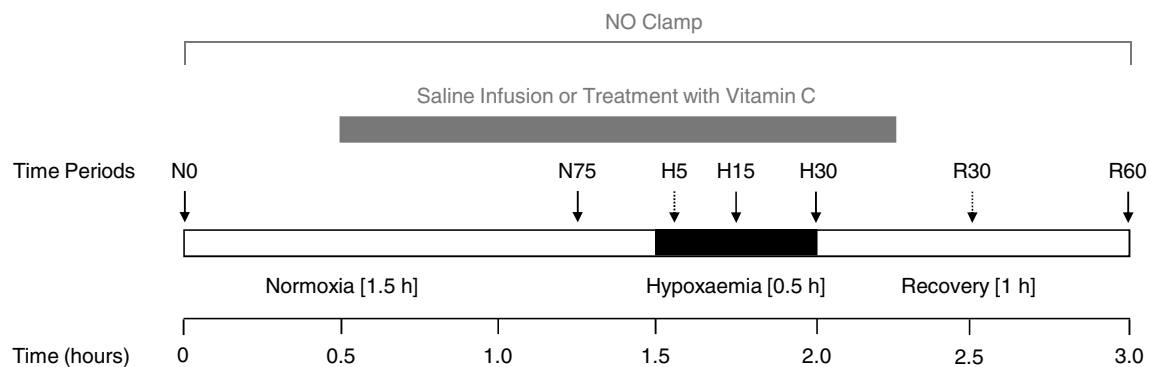 NO Clamp
Saline Infusion or Treatment with Vitamin C
Time Periods N0 N75 H5 H15 H30 R30 R60
Normoxia [1.5 h] Hypoxaemia [0.5 h] Recovery [1 h]
Time (hours) 0 0.5 1.0 1.5 2.0 2.5 3.0